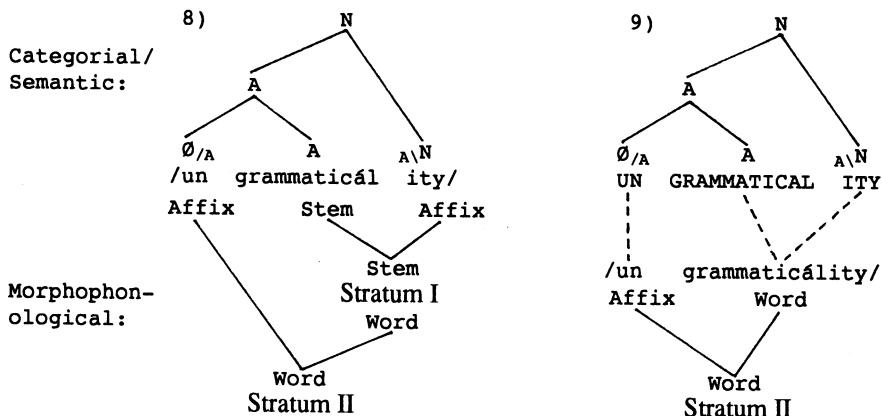 8) N
9) N
Categorial/
Semantic:
A
A
Ø/A A A\N
Ø/A A A\N
/un grammaticál ity/
UN GRAMMATICAL ITY
Affix Stem Affix
Stem
/un grammaticálity/
Stratum I
Affix Word
Morphophon-
ological:
Word
Word
Stratum II
Word
Stratum II